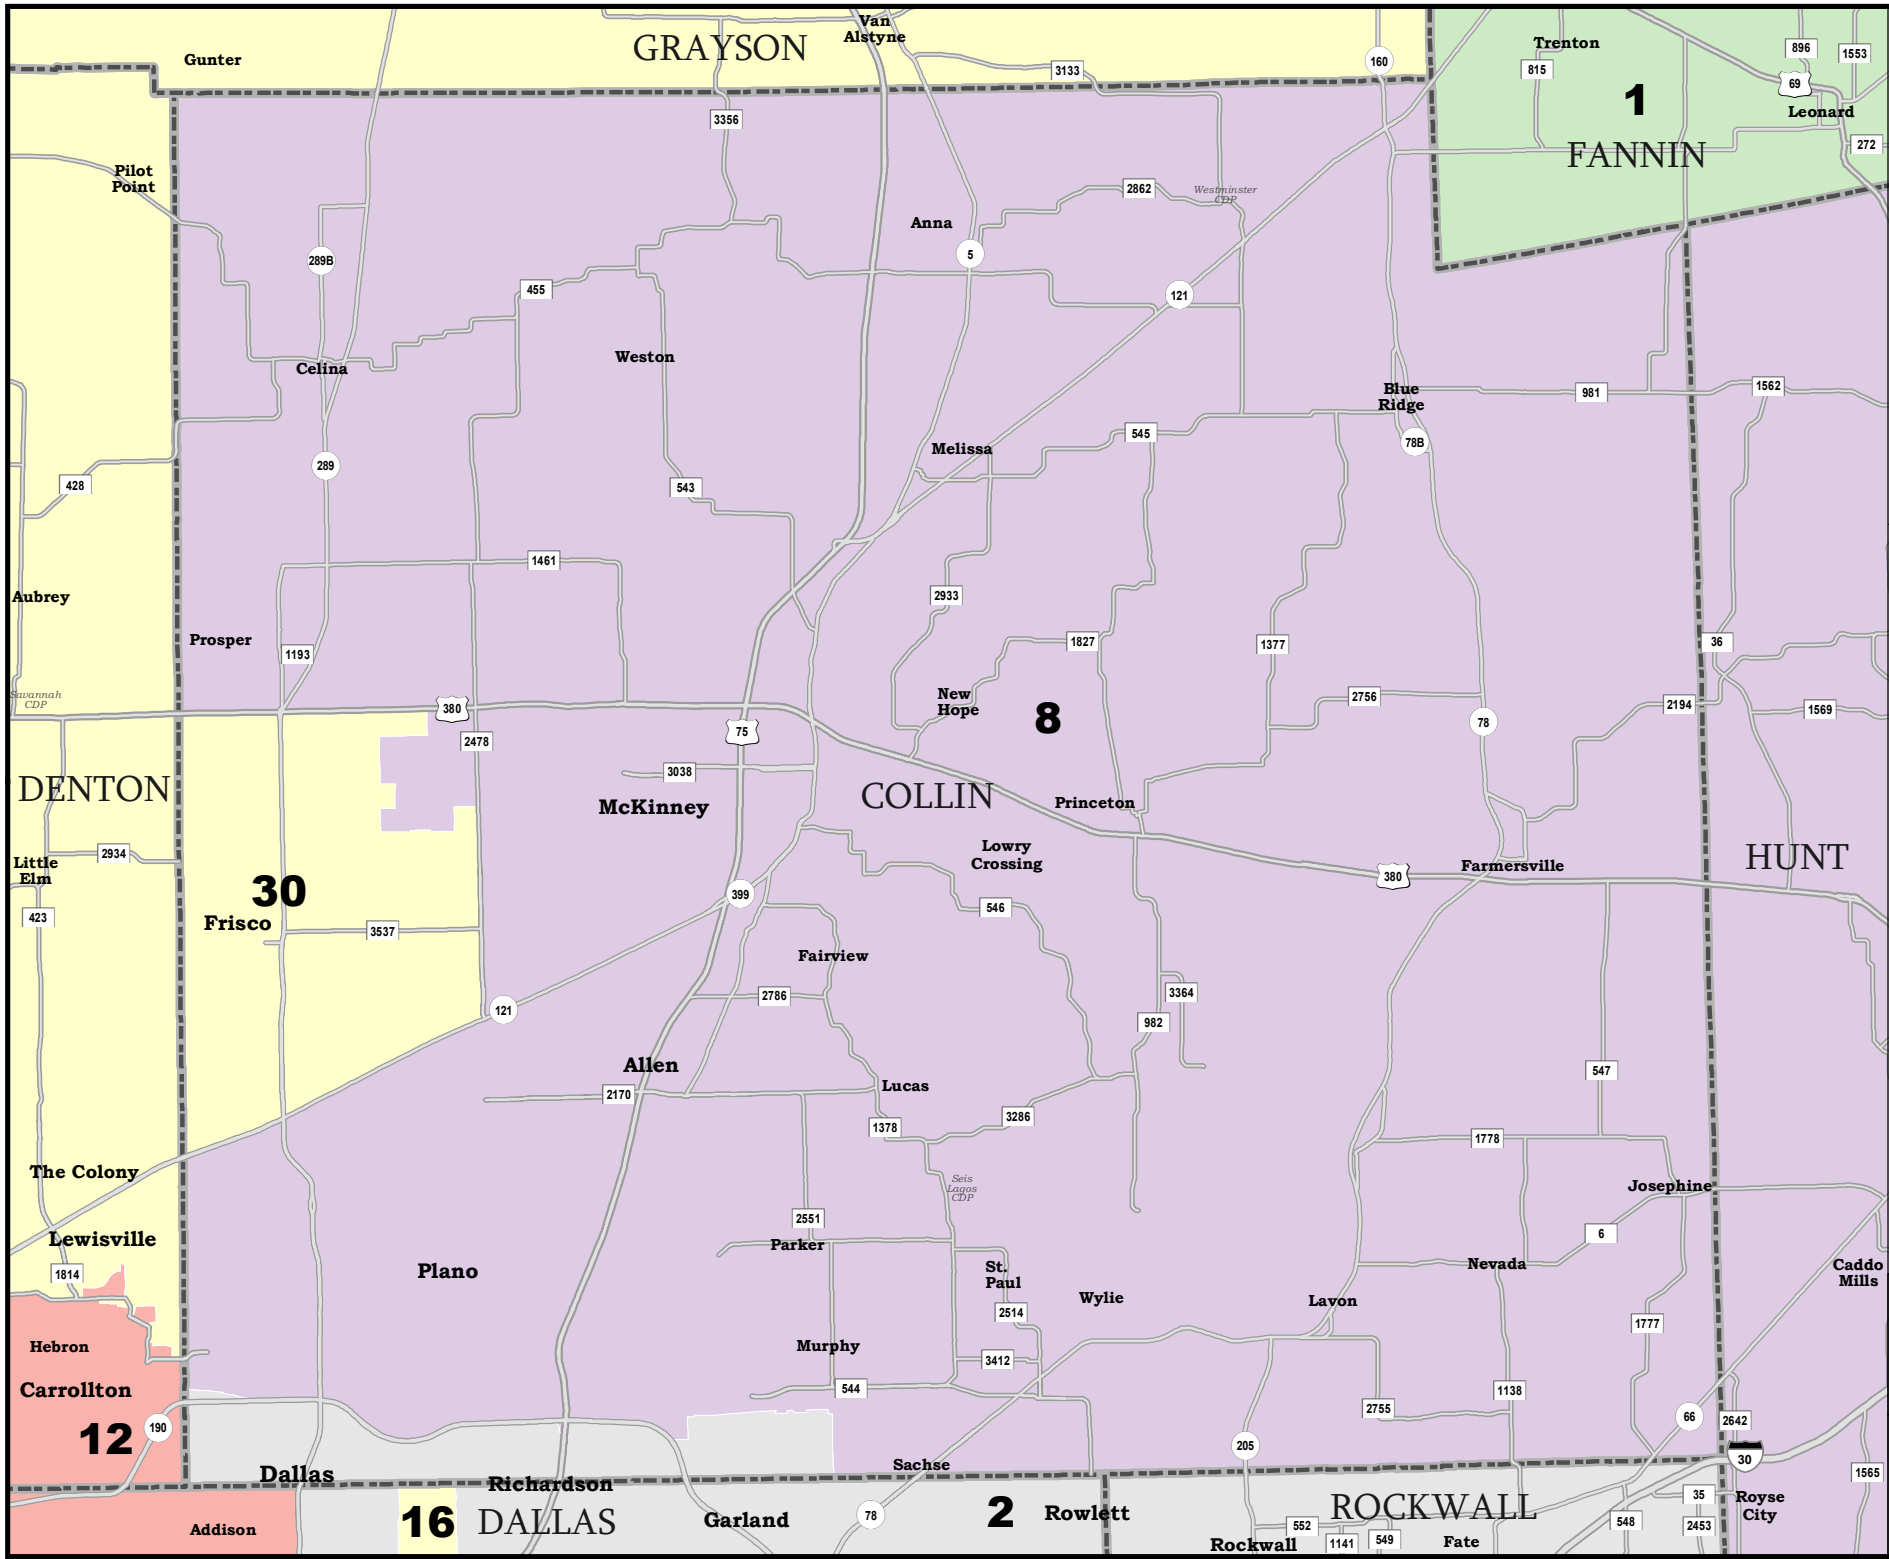 Van
Alstyne
GRAYSON
Gunter
3133
160
Trenton
815
896
1553
69
1
Leonard
3356
272
FANNIN
Pilot
Point
2862
Westminster
CDP
Anna
5
289B
455
121
Weston
Celina
Blue
Ridge
981
1562
545
78B
Melissa
289
428
543
1461
2933
Aubrey
Prosper
1193
1827
1377
36
Savannah
CDP
New
Hope
2756
380
8
2194
1569
75
2478
78
3038
DENTON
COLLIN
McKinney
Princeton
Lowry
Crossing
2934
Little
Elm
HUNT
Farmersville
380
30
399
546
423
Frisco
3537
Fairview
2786
3364
121
982
Allen
547
2170
Lucas
3286
1378
1778
The Colony
Seis
Lagos
CDP
Josephine
2551
6
Lewisville
Parker
1814
Plano
St.
Paul
Nevada
Caddo
Mills
Wylie
Lavon
2514
1777
Hebron
Murphy
3412
Carrollton
544
1138
2755
12
190
66
2642
205
30
Sachse
Dallas
Richardson
1565
16
DALLAS
Garland
78
2
Rowlett
ROCKWALL
35
Royse
City
Addison
552
1141
549
548
2453
Rockwall
Fate